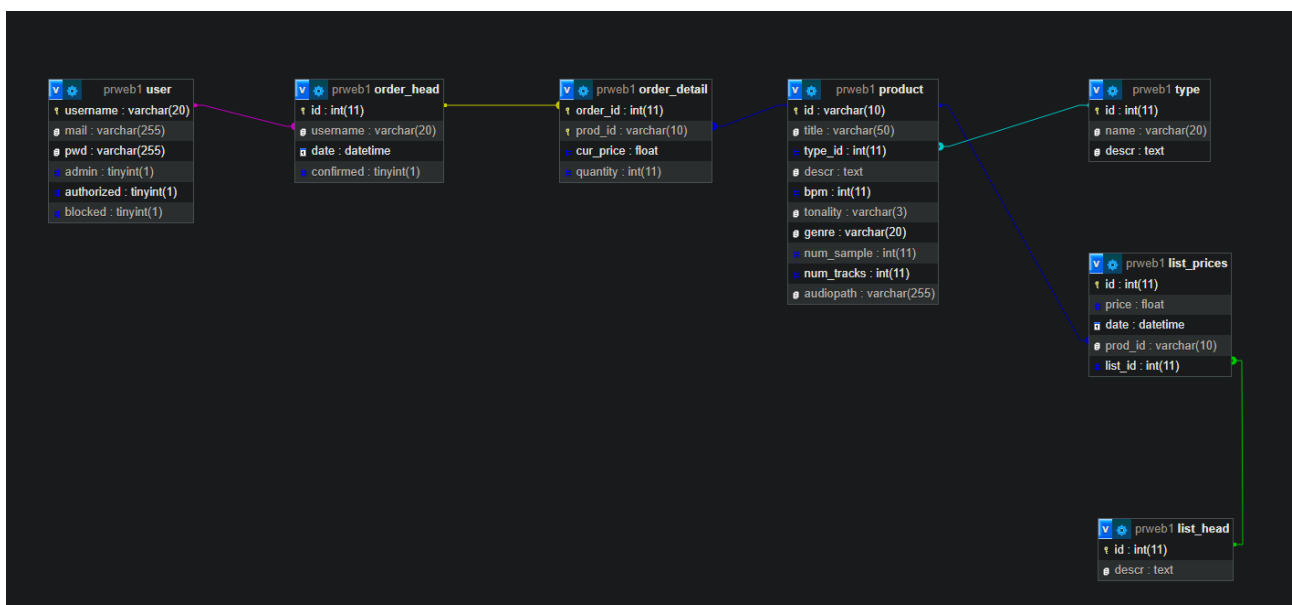 prweb1 user
username : varchar(20)
mail : varchar(255)
pwd : varchar(255)
admin : tinyint(1)
authorized : tinyint(1)
blocked : tinyint(1)
prweb1 order_head
id : int(11)
username : varchar(20)
date : datetime
confirmed : tinyint(1)
prweb1 order_detail
order_id : int(11)
prod_id : varchar(10)
cur_price : float
quantity : int(11)
prweb1 product
id : varchar(10)
title : varchar(50)
type_id : int(11)
descr : text
bpm : int(11)
tonality : varchar(3)
genre : varchar(20)
num_sample : int(11)
num_tracks : int(11)
audiopath : varchar(255)
prweb1 type
id : int(11)
name : varchar(20)
descr : text
prweb1 list_prices
id : int(11)
price : float
date : datetime
prod_id : varchar(10)
list_id : int(11)
prweb1 list_head
id : int(11)
descr : text